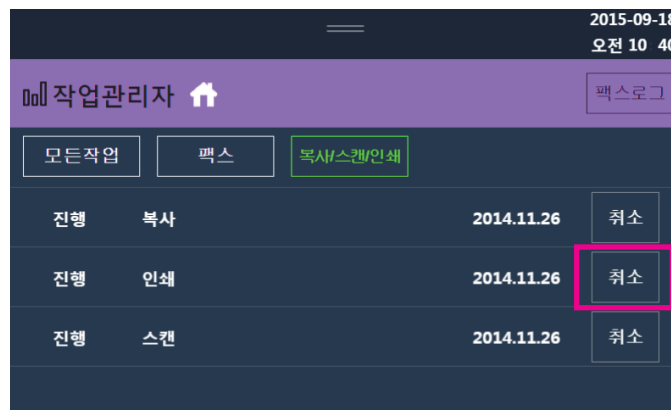 2015-09-18
오전 10 40
작업관리자
팩스로그
모든작업 팩스 복사/스캔/인쇄
진행 복사 2014.11.26 취소
진행 인쇄 2014.11.26 취소
진행 스캔 2014.11.26 취소